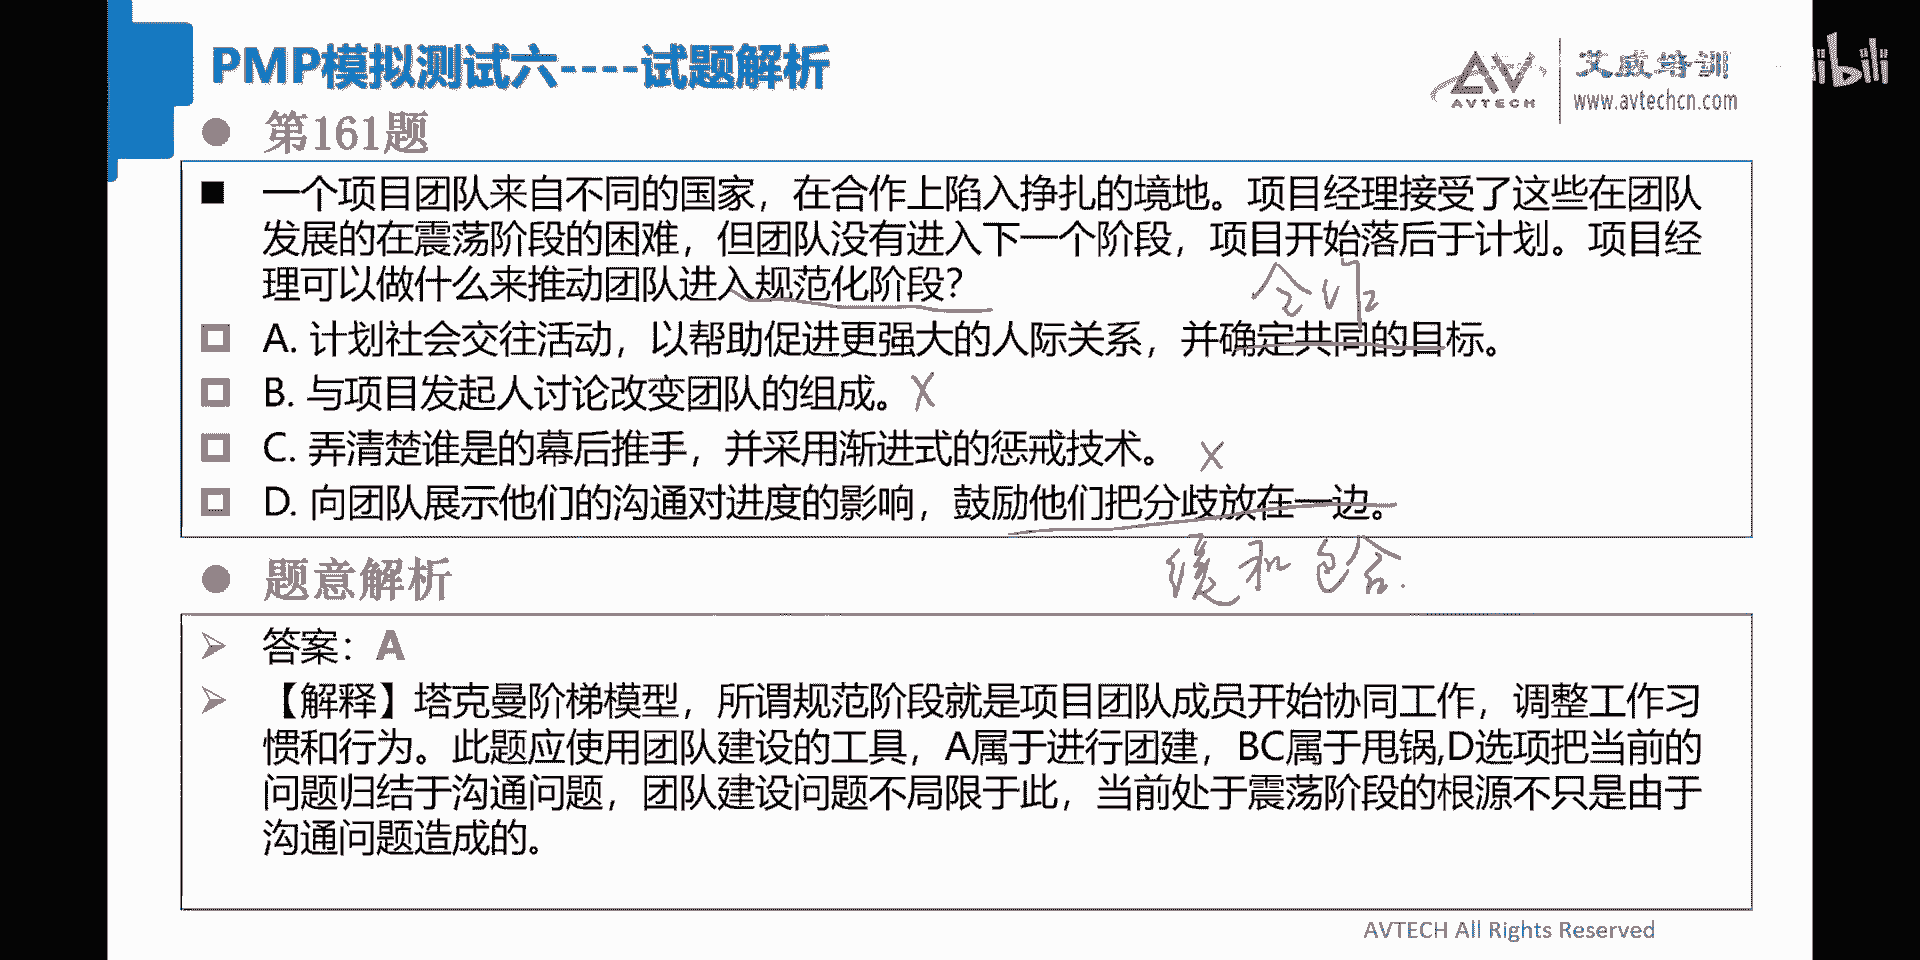 PMP模拟测试六----试题解析
AVTECH
艾威培训
www.avtechcn.com
bili
第161题
一个项目团队来自不同的国家，在合作上陷入挣扎的境地。项目经理接受了这些在团队
发展的在震荡阶段的困难，但团队没有进入下一个阶段，项目开始落后于计划。项目经
理可以做什么来推动团队进入规范化阶段？
合作
A. 计划社会交往活动，以帮助促进更强大的人际关系，并确定共同的目标。
B. 与项目发起人讨论改变团队的组成。 X
C. 弄清楚谁是的幕后推手，并采用渐进式的惩戒技术。 X
D. 向团队展示他们的沟通对进度的影响，鼓励他们把分歧放在一边。
缓和包含.
题意解析
答案：A
【解释】塔克曼阶梯模型，所谓规范阶段就是项目团队成员开始协同工作，调整工作习
惯和行为。此题应使用团队建设的工具，A属于进行团建，BC属于甩锅,D选项把当前的
问题归结于沟通问题，团队建设问题不局限于此，当前处于震荡阶段的根源不只是由于
沟通问题造成的。
AVTECH All Rights Reserved